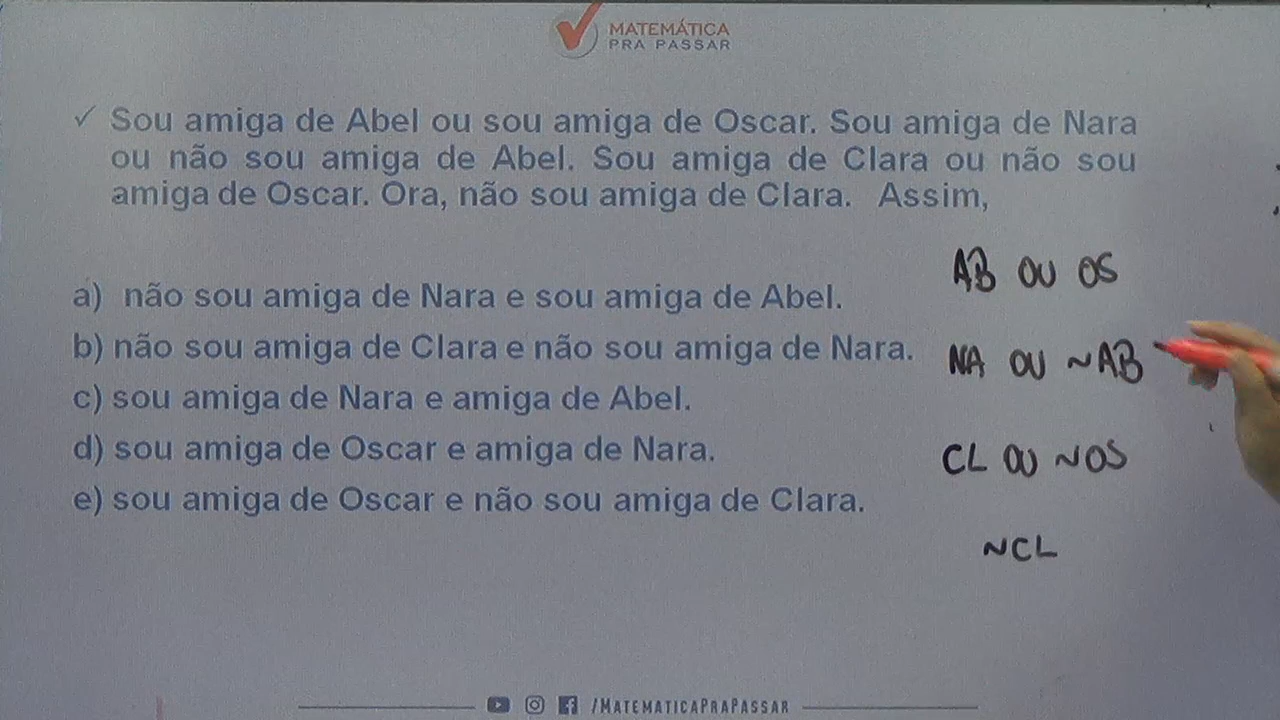 MATEMÁTICA
PRA PASSAR
✓ Sou amiga de Abel ou sou amiga de Oscar. Sou amiga de Nara
ou não sou amiga de Abel. Sou amiga de Clara ou não sou
amiga de Oscar. Ora, não sou amiga de Clara. Assim,
a) não sou amiga de Nara e sou amiga de Abel.
b) não sou amiga de Clara e não sou amiga de Nara.
c) sou amiga de Nara e amiga de Abel.
d) sou amiga de Oscar e amiga de Nara.
e) sou amiga de Oscar e não sou amiga de Clara.
AB OU OS
NA OU ~AB
CL OU ~OS
~CL
/MATEMATICAPRAPASSAR